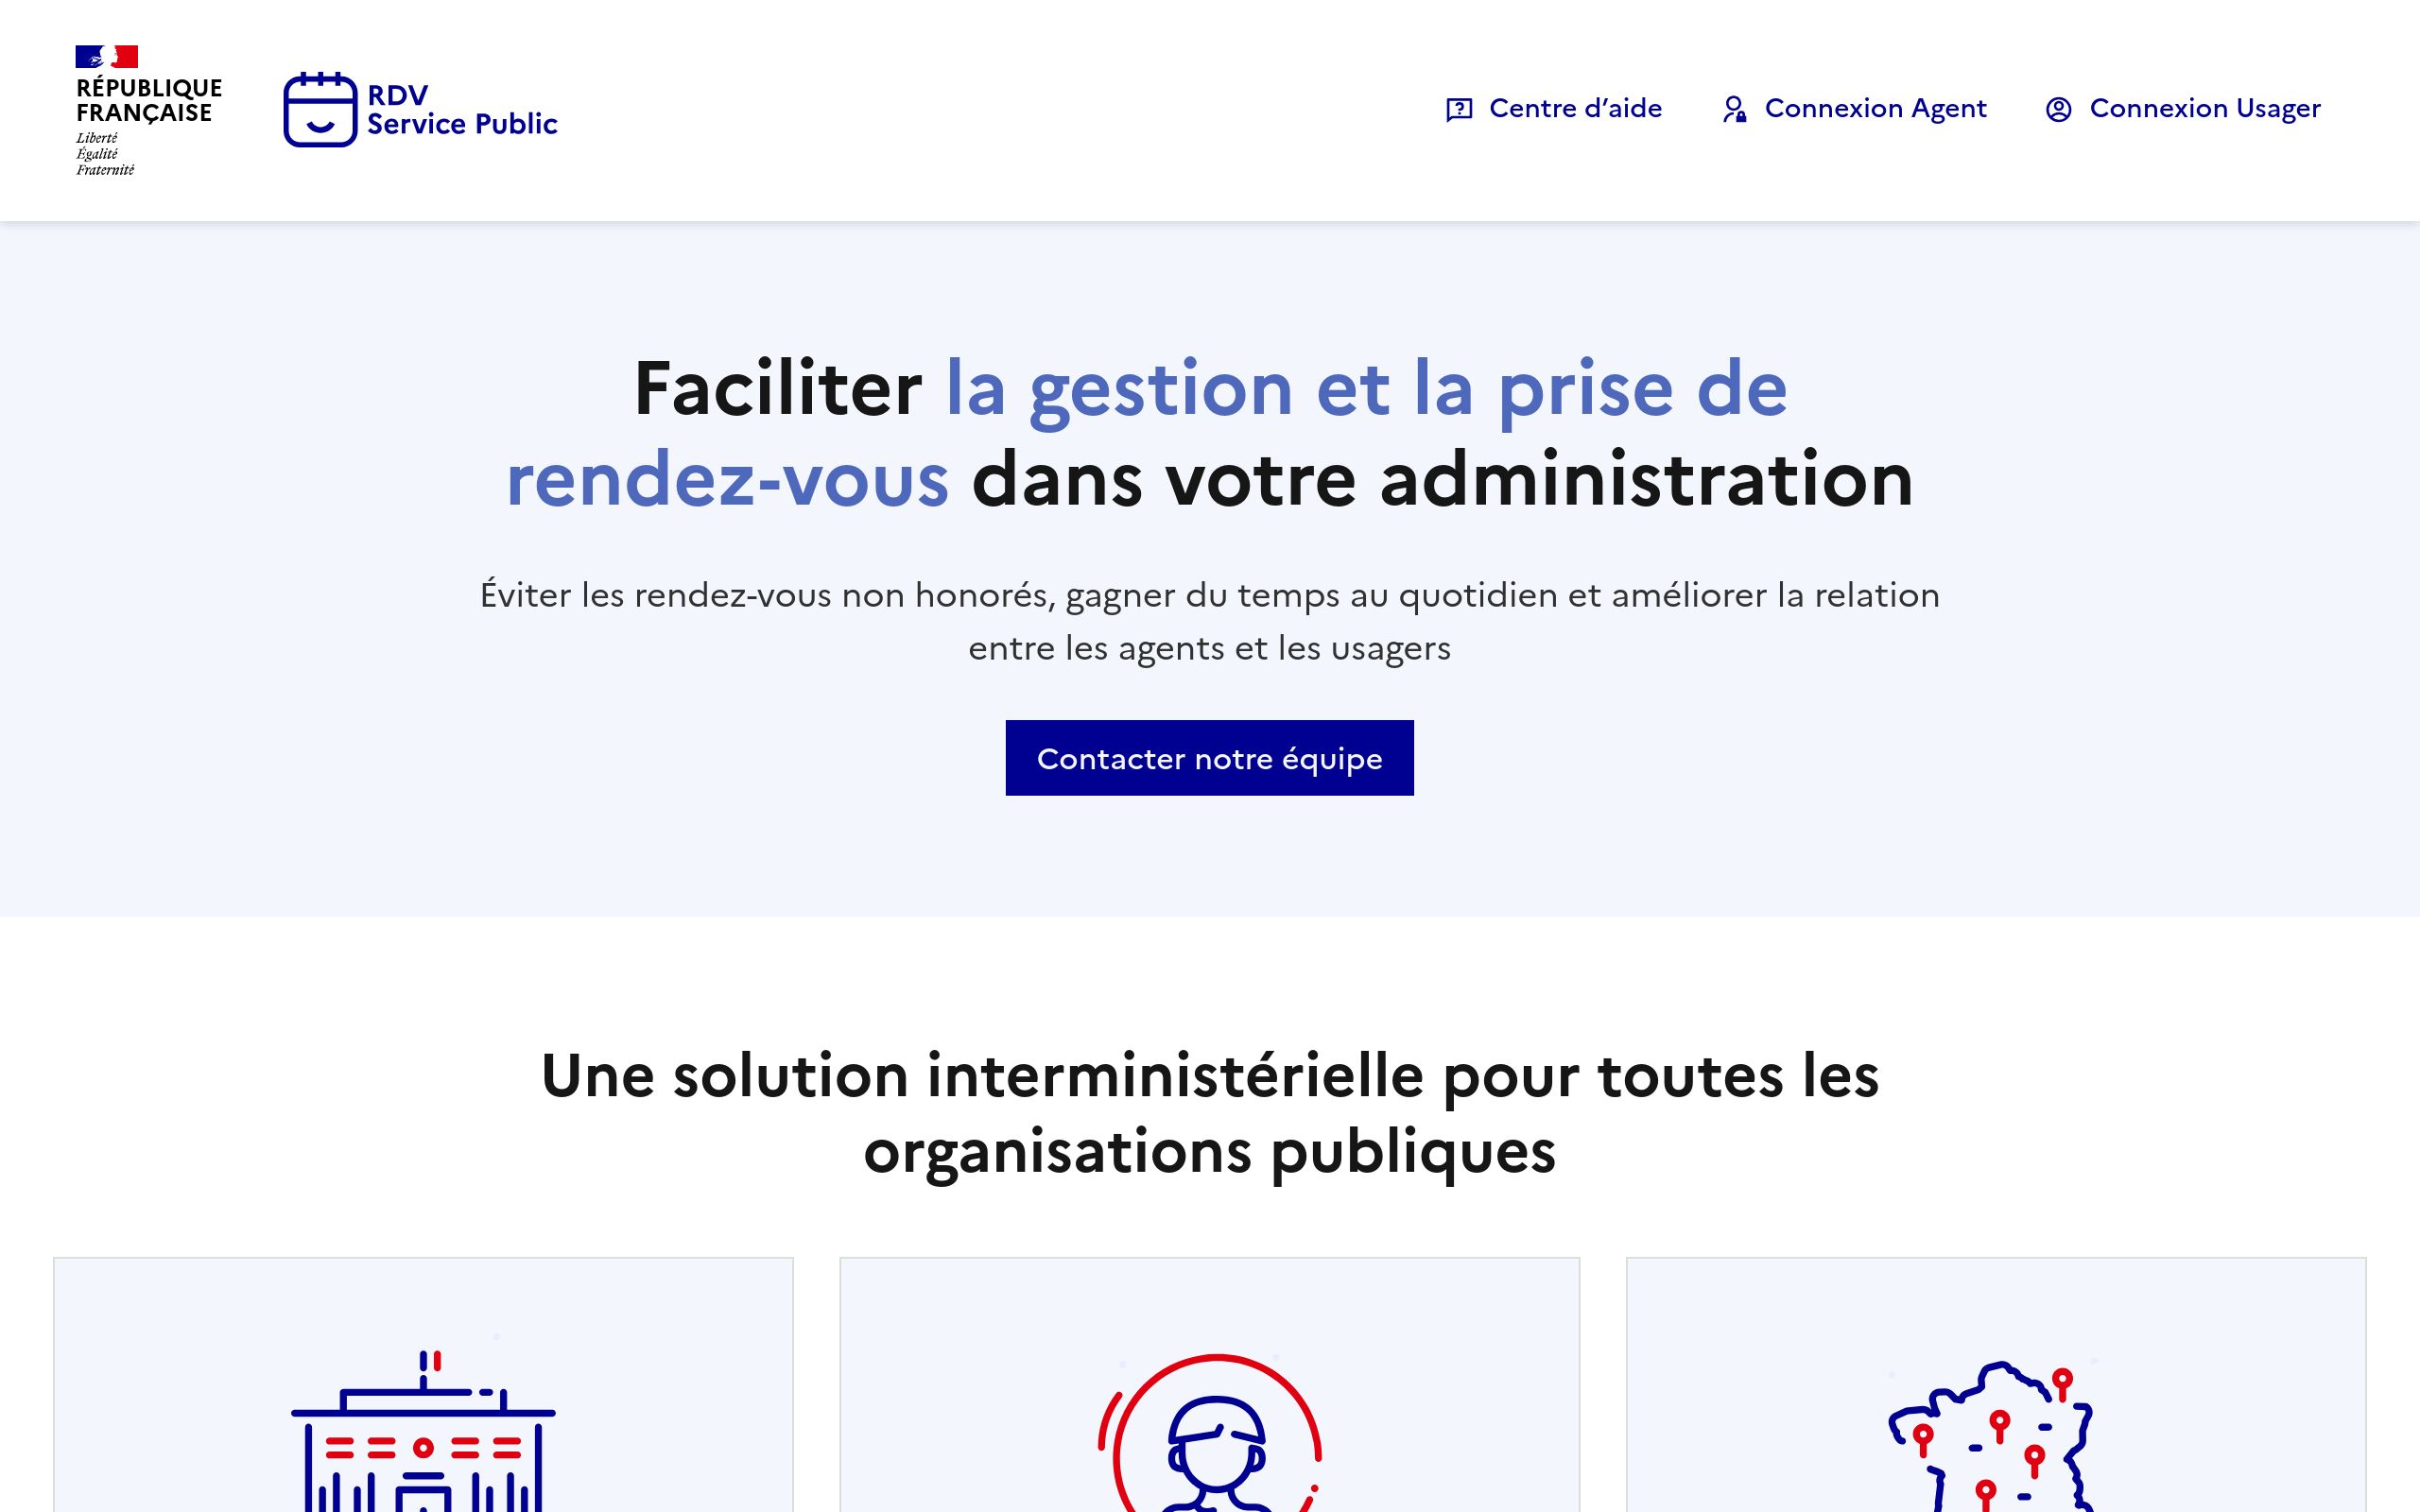 RÉPUBLIQUE
FRANÇAISE
Liberté
Égalité
Fraternité
RDV
Service Public
Centre d’aide
Connexion Agent
Connexion Usager
Faciliter la gestion et la prise de
rendez-vous dans votre administration
Éviter les rendez-vous non honorés, gagner du temps au quotidien et améliorer la relation
entre les agents et les usagers
Contacter notre équipe
Une solution interministérielle pour toutes les
organisations publiques